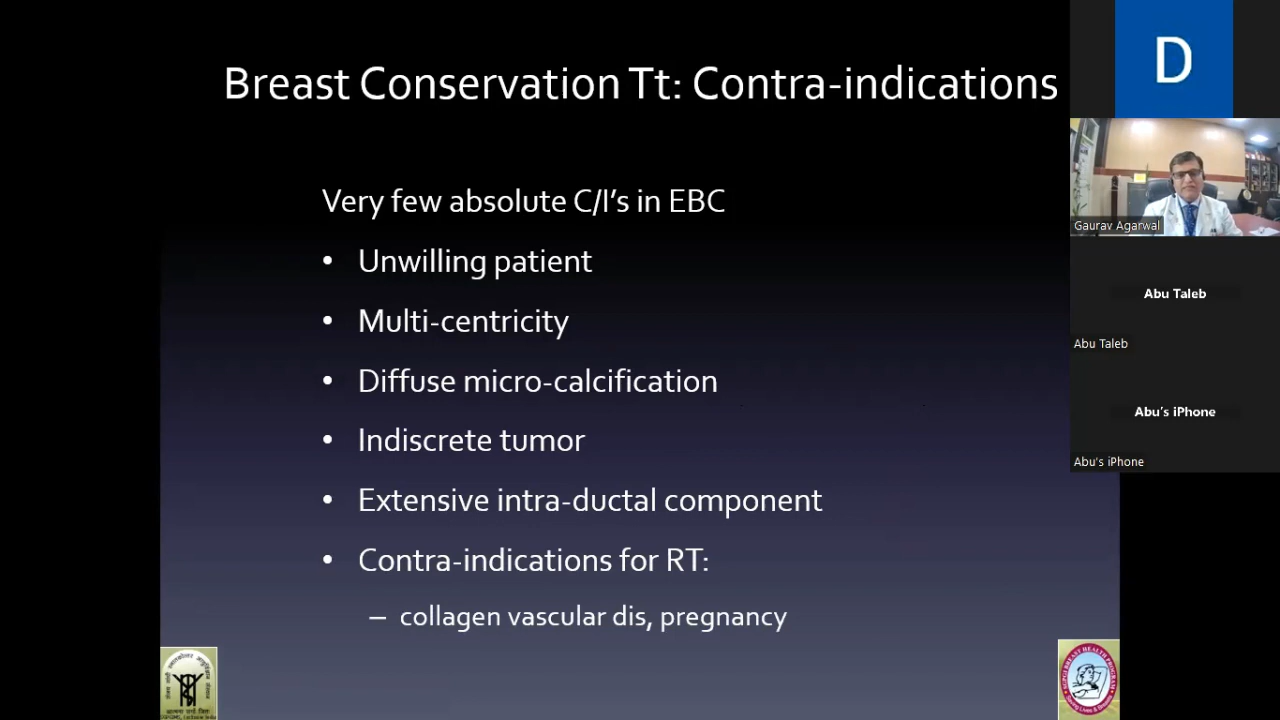 Breast Conservation Tt: Contra-indications
Very few absolute C/I's in EBC
• Unwilling patient
• Multi-centricity
• Diffuse micro-calcification
• Indiscrete tumor
• Extensive intra-ductal component
• Contra-indications for RT:
– collagen vascular dis, pregnancy
D
Gaurav Agarwal
Abu Taleb
Abu Taleb
Abu's iPhone
Abu's iPhone